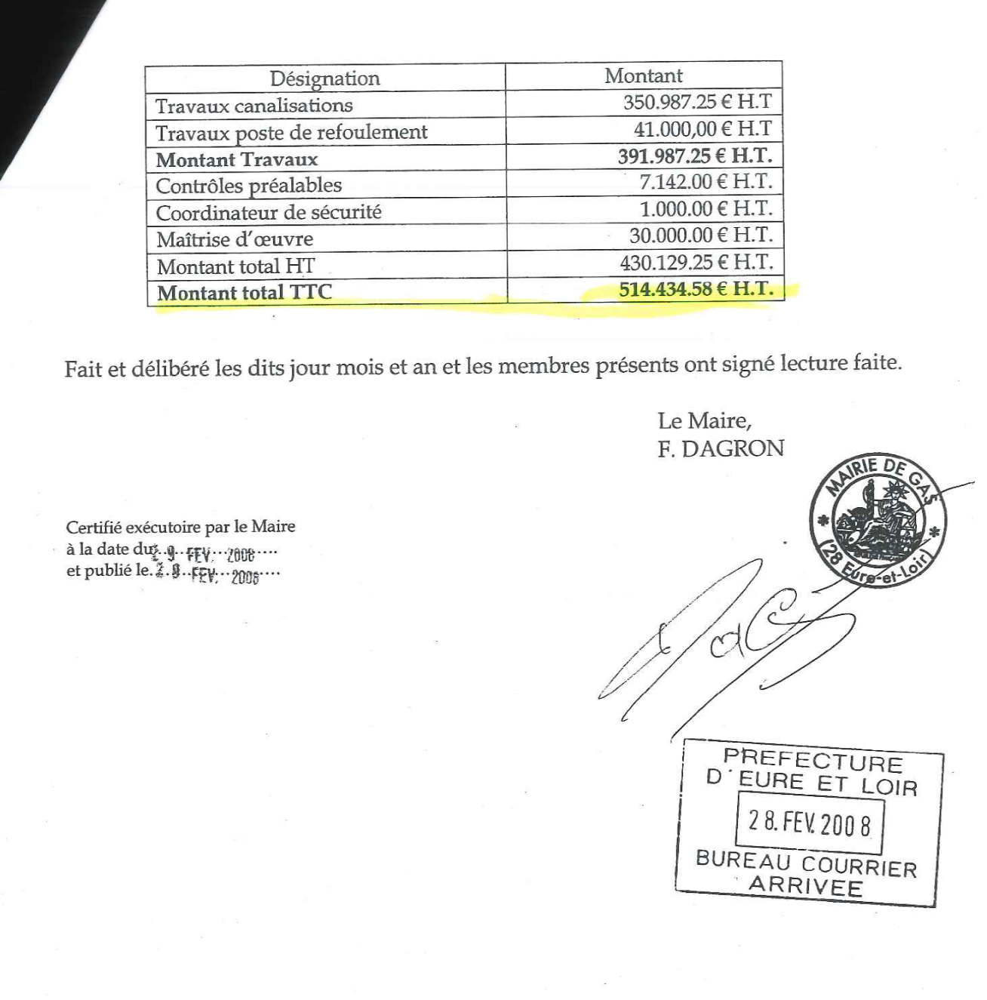 Désignation Montant
Travaux canalisations 350.987.25 € H.T
Travaux poste de refoulement 41.000,00 € H.T
Montant Travaux 391.987.25 € H.T.
Contrôles préalables 7.142.00 € H.T.
Coordinateur de sécurité 1.000.00 € H.T.
Maîtrise d'œuvre 30.000.00 € H.T.
Montant total HT 430.129.25 € H.T.
Montant total TTC 514.434.58 € H.T.
Fait et délibéré les dits jour mois et an et les membres présents ont signé lecture faite.
Le Maire,
F. DAGRON
MAIRIE DE GAS
(28 Eure-et-Loir)
Certifié exécutoire par le Maire
à la date du FEV. 2008
et publié le FEV. 2008
PREFECTURE
D'EURE ET LOIR
28. FEV. 2008
BUREAU COURRIER
ARRIVEE